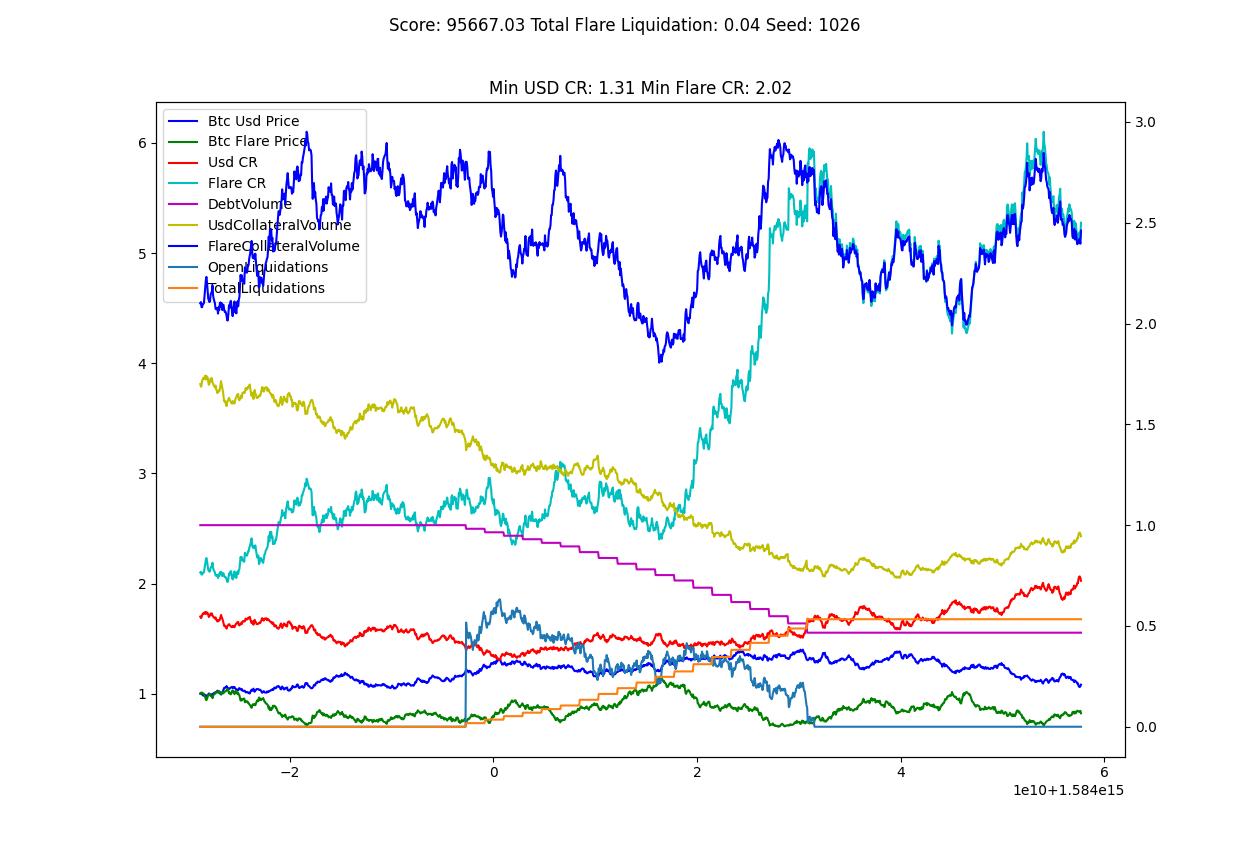 Score: 95667.03 Total Flare Liquidation: 0.04 Seed: 1026
Min USD CR: 1.31 Min Flare CR: 2.02
Btc Usd Price
Btc Flare Price
Usd CR
Flare CR
DebtVolume
UsdCollateralVolume
FlareCollateralVolume
OpenLiquidations
TotalLiquidations
6
5
4
3
2
1
3.0
2.5
2.0
1.5
1.0
0.5
0.0
−2
0
2
4
6
1e10+1.584e15